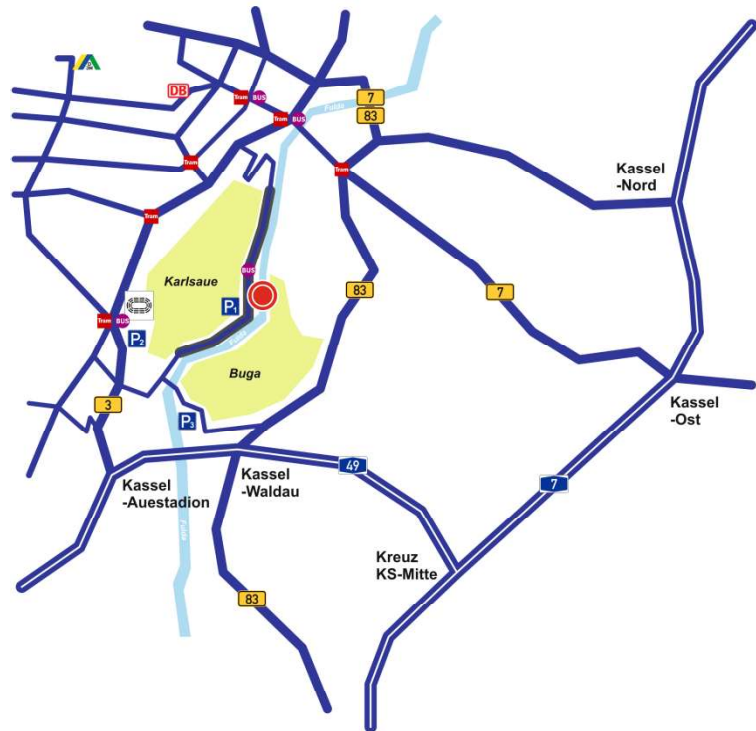 DB
Tram
BUS
Tram
BUS
7
83
Fulda
Tram
Tram
Kassel
-Nord
Tram
Karlsaue
BUS
83
7
P1
Tram
BUS
P2
Fulda
Buga
3
P3
Kassel
-Ost
Kassel
-Auestadion
Kassel
-Waldau
49
7
Fulda
Kreuz
KS-Mitte
83